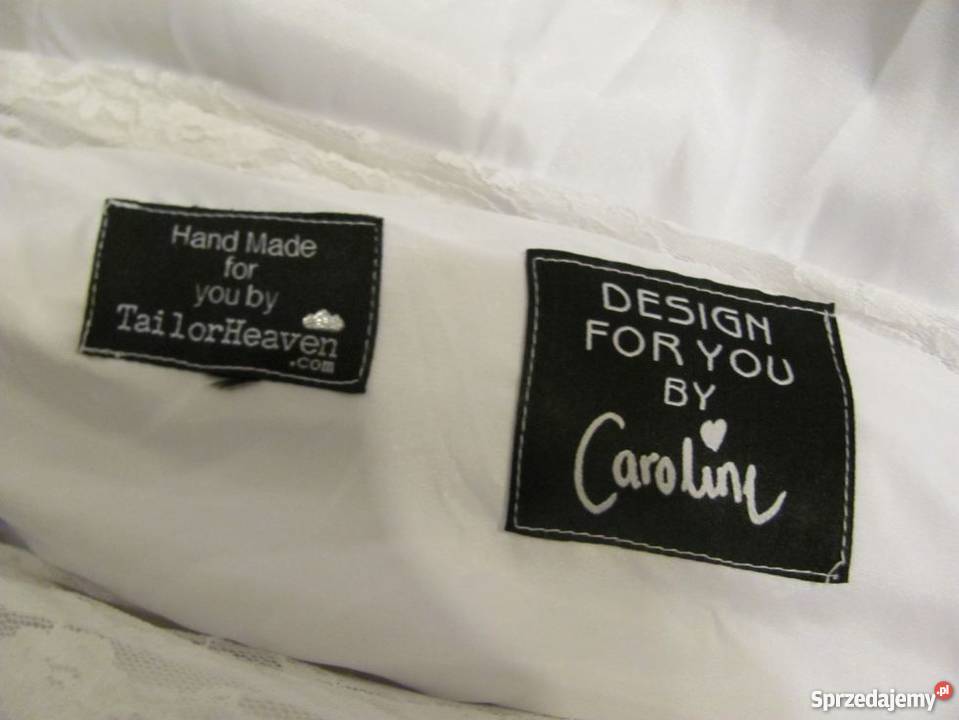 Hand Made
for
you by
TailorHeaven
.com
DESIGN
FOR YOU
BY
Caroline
Sprzedajemy.pl